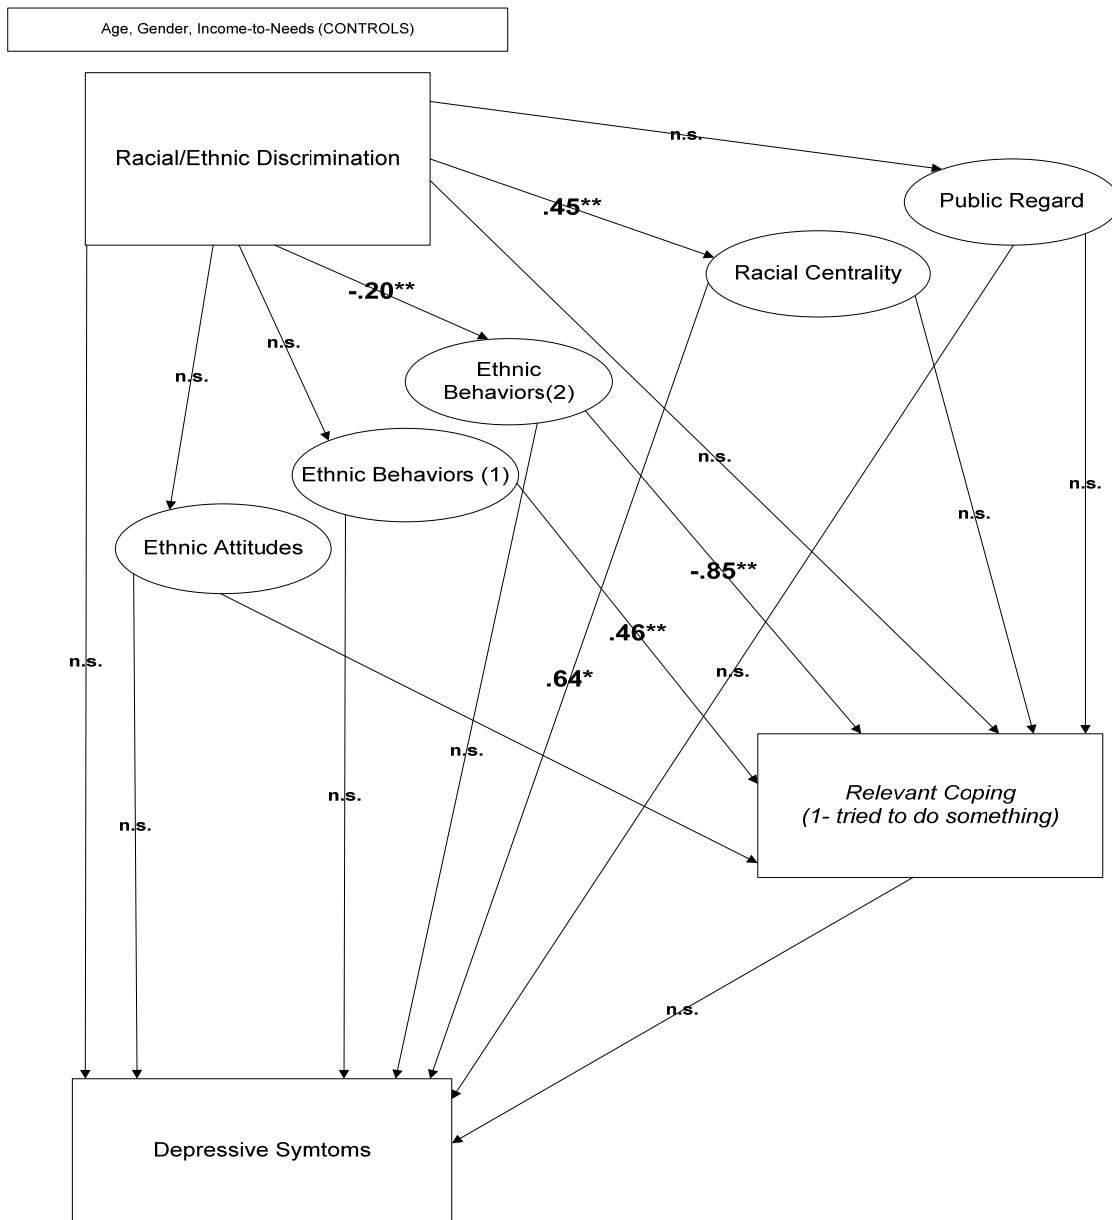 Age, Gender, Income-to-Needs (CONTROLS)
Racial/Ethnic Discrimination
n.s.
Public Regard
.45**
Racial Centrality
-.20**
n.s.
Ethnic
Behaviors(2)
n.s.
n.s.
Ethnic Behaviors (1)
n.s.
n.s.
Ethnic Attitudes
-.85**
.46**
n.s.
n.s.
.64*
n.s.
n.s.
n.s.
Relevant Coping
(1- tried to do something)
n.s.
n.s.
Depressive Symtoms